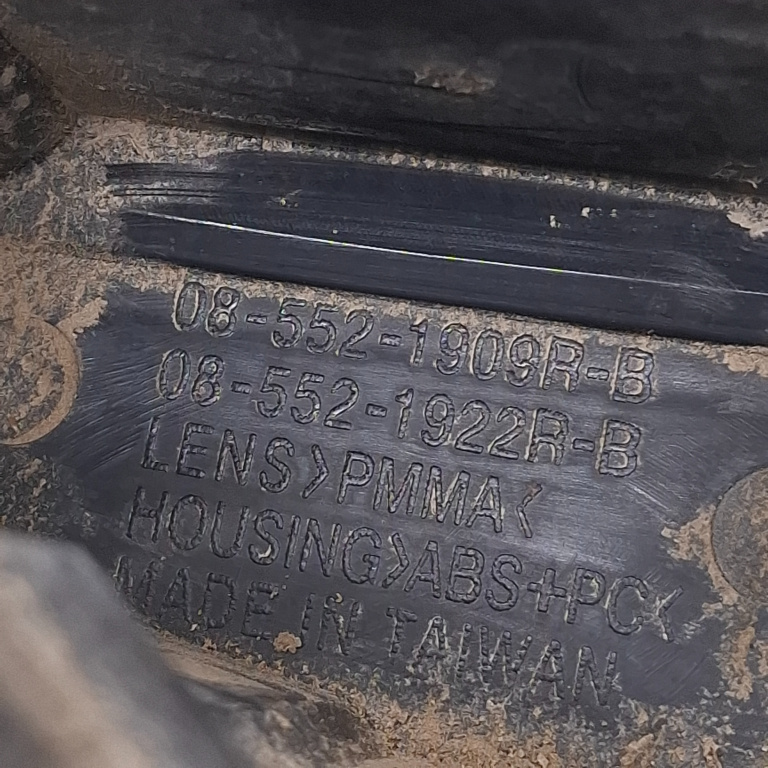 08-552-1909R-B
08-552-1922R-B
LENS>PMMA<
HOUSING>ABS+PC<
MADE IN TAIWAN